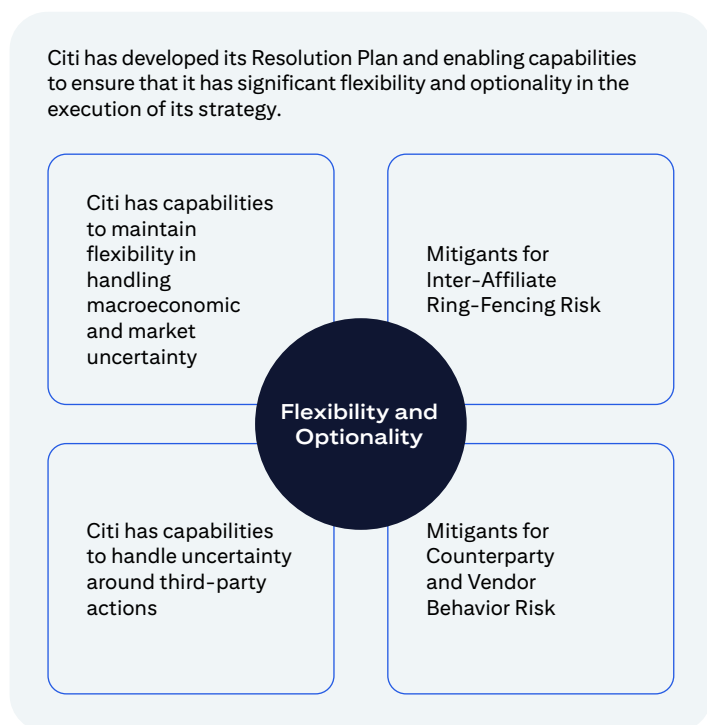 Citi has developed its Resolution Plan and enabling capabilities
to ensure that it has significant flexibility and optionality in the
execution of its strategy.
Citi has capabilities
to maintain
flexibility in
handling
macroeconomic
and market
uncertainty
Mitigants for
Inter-Affiliate
Ring-Fencing Risk
Flexibility and
Optionality
Citi has capabilities
to handle uncertainty
around third-party
actions
Mitigants for
Counterparty
and Vendor
Behavior Risk